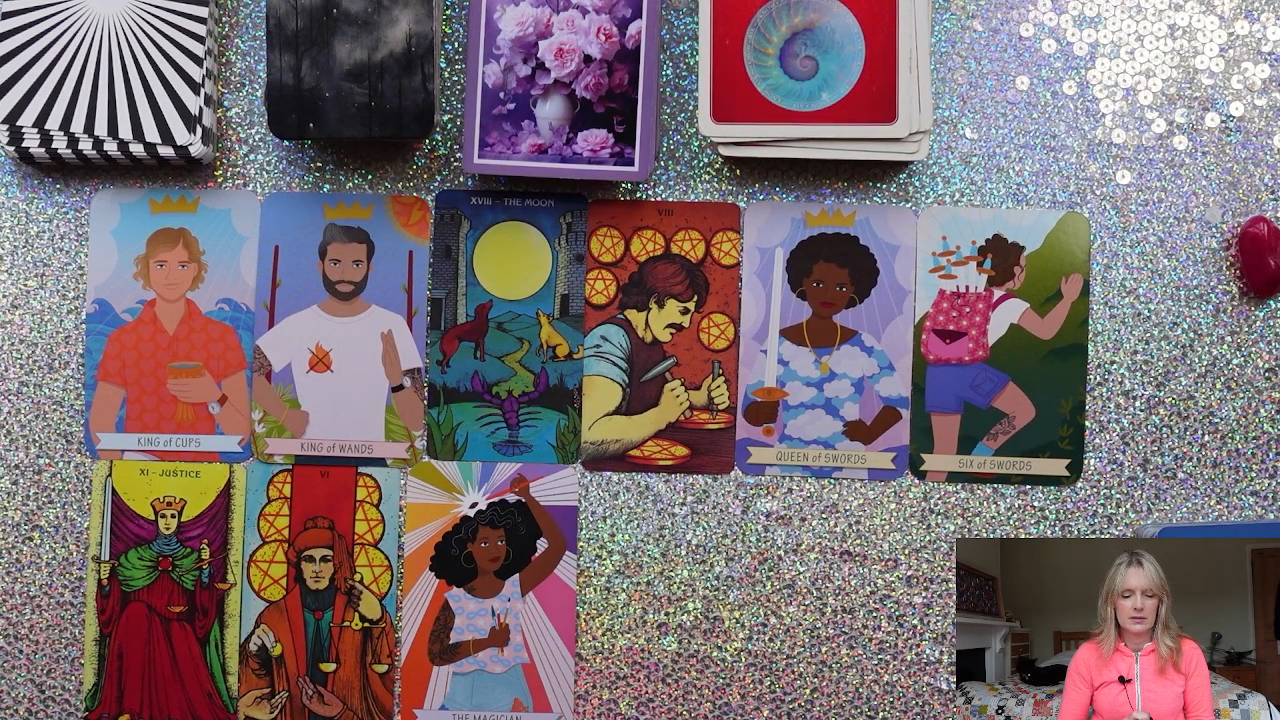 XVIII – THE MOON
VIII
KING of CUPS
KING of WANDS
QUEEN of SWORDS
SIX of SWORDS
XI – JUSTICE
VI
THE MAGICIAN